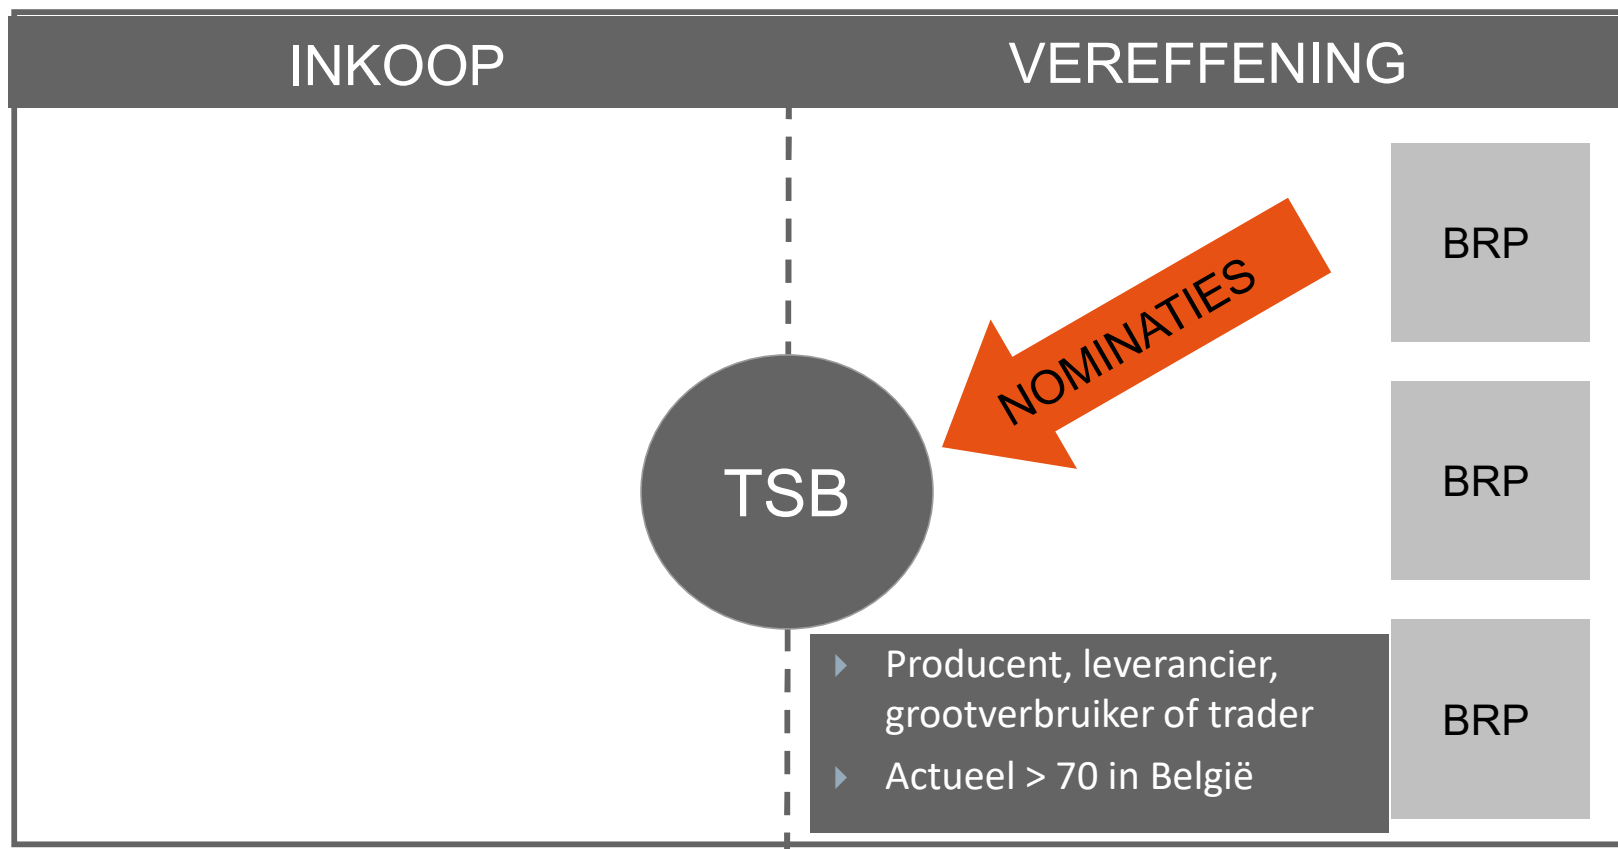 INKOOP
VEREFFENING
BRP
NOMINATIES
BRP
TSB
Producent, leverancier,
grootverbruiker of trader
Actueel > 70 in België
BRP